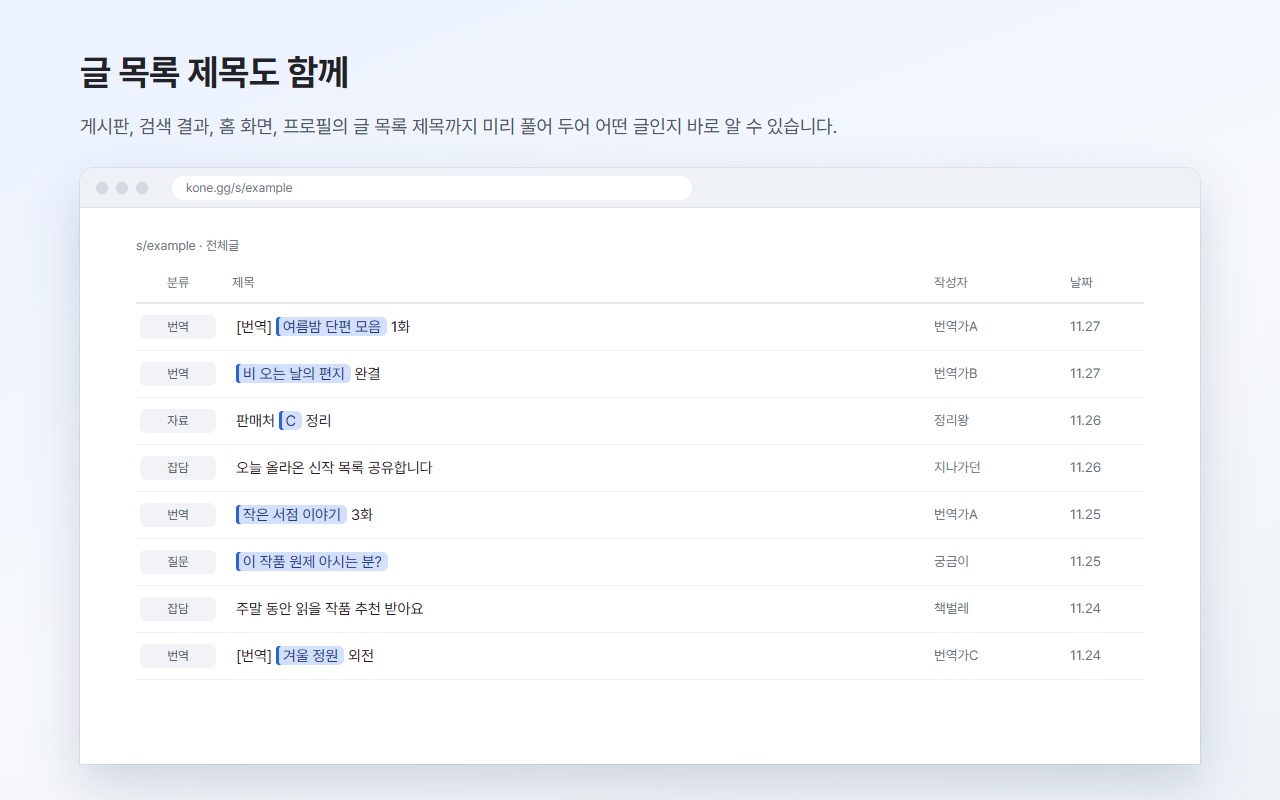 글 목록 제목도 함께
게시판, 검색 결과, 홈 화면, 프로필의 글 목록 제목까지 미리 풀어 두어 어떤 글인지 바로 알 수 있습니다.
kone.gg/s/example
s/example · 전체글
분류 제목 작성자 날짜
번역 [번역] 여름밤 단편 모음 1화 번역가A 11.27
번역 비 오는 날의 편지 완결 번역가B 11.27
자료 판매처 C 정리 정리왕 11.26
잡담 오늘 올라온 신작 목록 공유합니다 지나가던 11.26
번역 작은 서점 이야기 3화 번역가A 11.25
질문 이 작품 원제 아시는 분? 궁금이 11.25
잡담 주말 동안 읽을 작품 추천 받아요 책벌레 11.24
번역 [번역] 겨울 정원 외전 번역가C 11.24